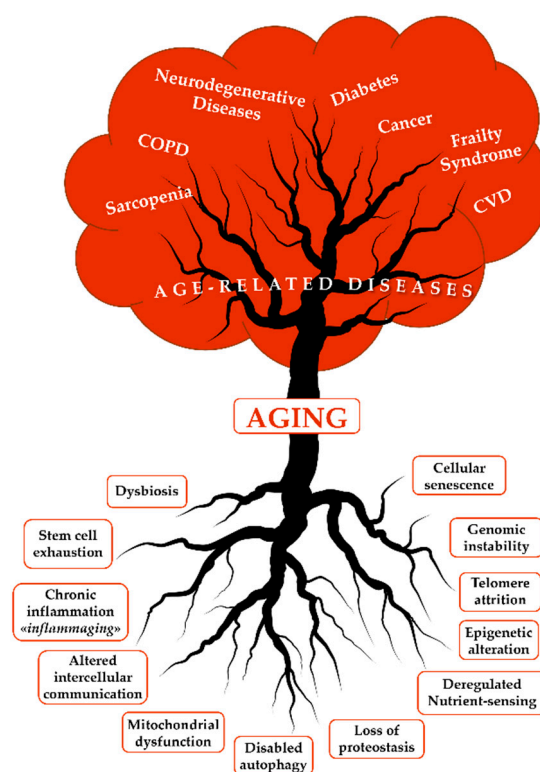 Neurodegenerative
Diseases
Diabetes
COPD
Cancer
Frailty
Syndrome
Sarcopenia
CVD
AGE-RELATED DISEASES
AGING
Cellular
senescence
Dysbiosis
Stem cell
exhaustion
Genomic
instability
Chronic
inflammation
«inflammaging»
Telomere
attrition
Epigenetic
alteration
Altered
intercellular
communication
Deregulated
Nutrient-sensing
Mitochondrial
dysfunction
Loss of
proteostasis
Disabled
autophagy